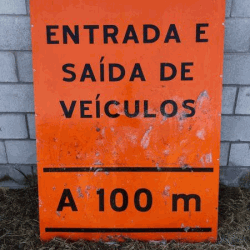 ENTRADA E
SAÍDA DE
VEÍCULOS
A 100 m